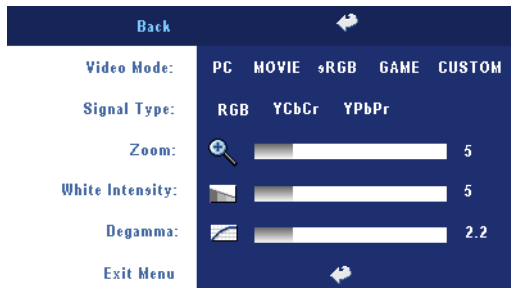 Back
Video Mode: PC MOVIE sRGB GAME CUSTOM
Signal Type: RGB YCbCr YPbPr
Zoom: 5
White Intensity: 5
Degamma: 2.2
Exit Menu